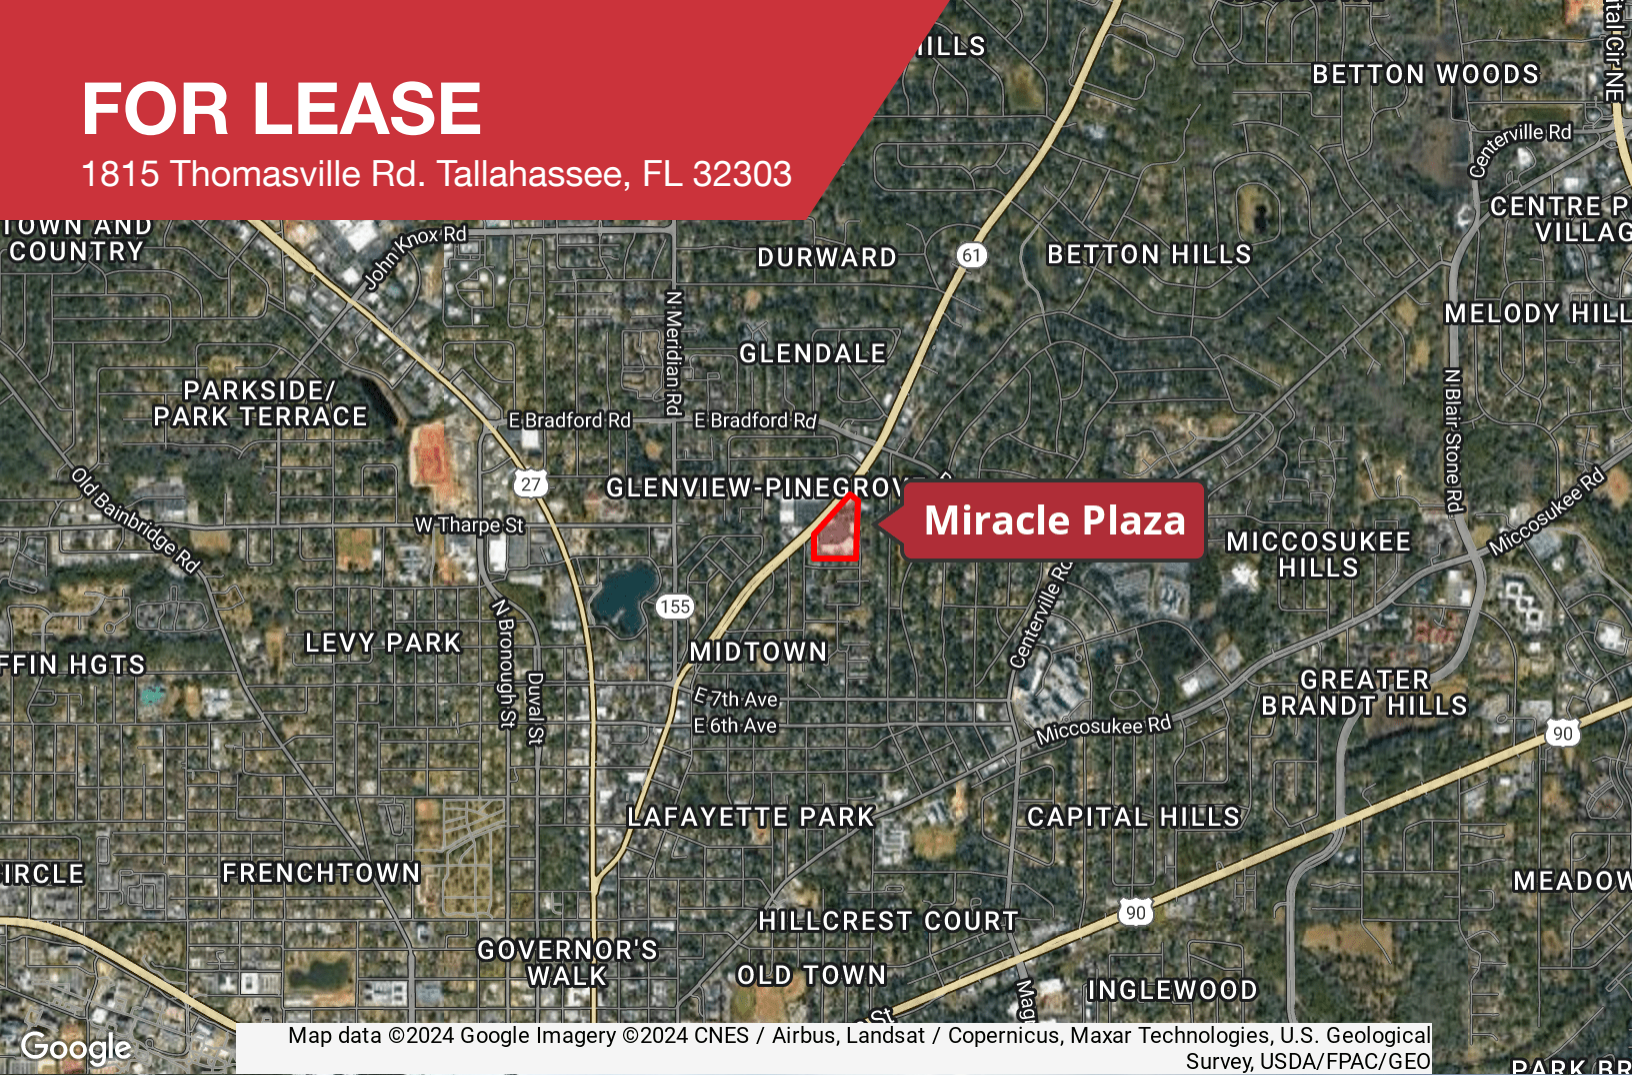 FOR LEASE
1815 Thomasville Rd. Tallahassee, FL 32303
HILLS
BETTON WOODS
Centerville Rd
TOWN AND
COUNTRY
John Knox Rd
DURWARD
61
BETTON HILLS
CENTRE P
VILLAG
N Meridian Rd
MELODY HILL
GLENDALE
PARKSIDE/
PARK TERRACE
E Bradford Rd
E Bradford Rd
N Blair Stone Rd
27
GLENVIEW-PINEGROVE
Old Bainbridge Rd
W Tharpe St
Miracle Plaza
MICCOSUKEE
HILLS
Miccosukee Rd
155
Centerville Rd
LEVY PARK
MIDTOWN
FFIN HGTS
N Bronough St
Duval St
E 7th Ave
E 6th Ave
GREATER
BRANDT HILLS
Miccosukee Rd
90
LAFAYETTE PARK
CAPITAL HILLS
IRCLE
FRENCHTOWN
MEADOW
HILLCREST COURT
90
GOVERNOR'S
WALK
OLD TOWN
INGLEWOOD
Magn
St
Google
Map data ©2024 Google Imagery ©2024 CNES / Airbus, Landsat / Copernicus, Maxar Technologies, U.S. Geological
Survey, USDA/FPAC/GEO
PARK BR